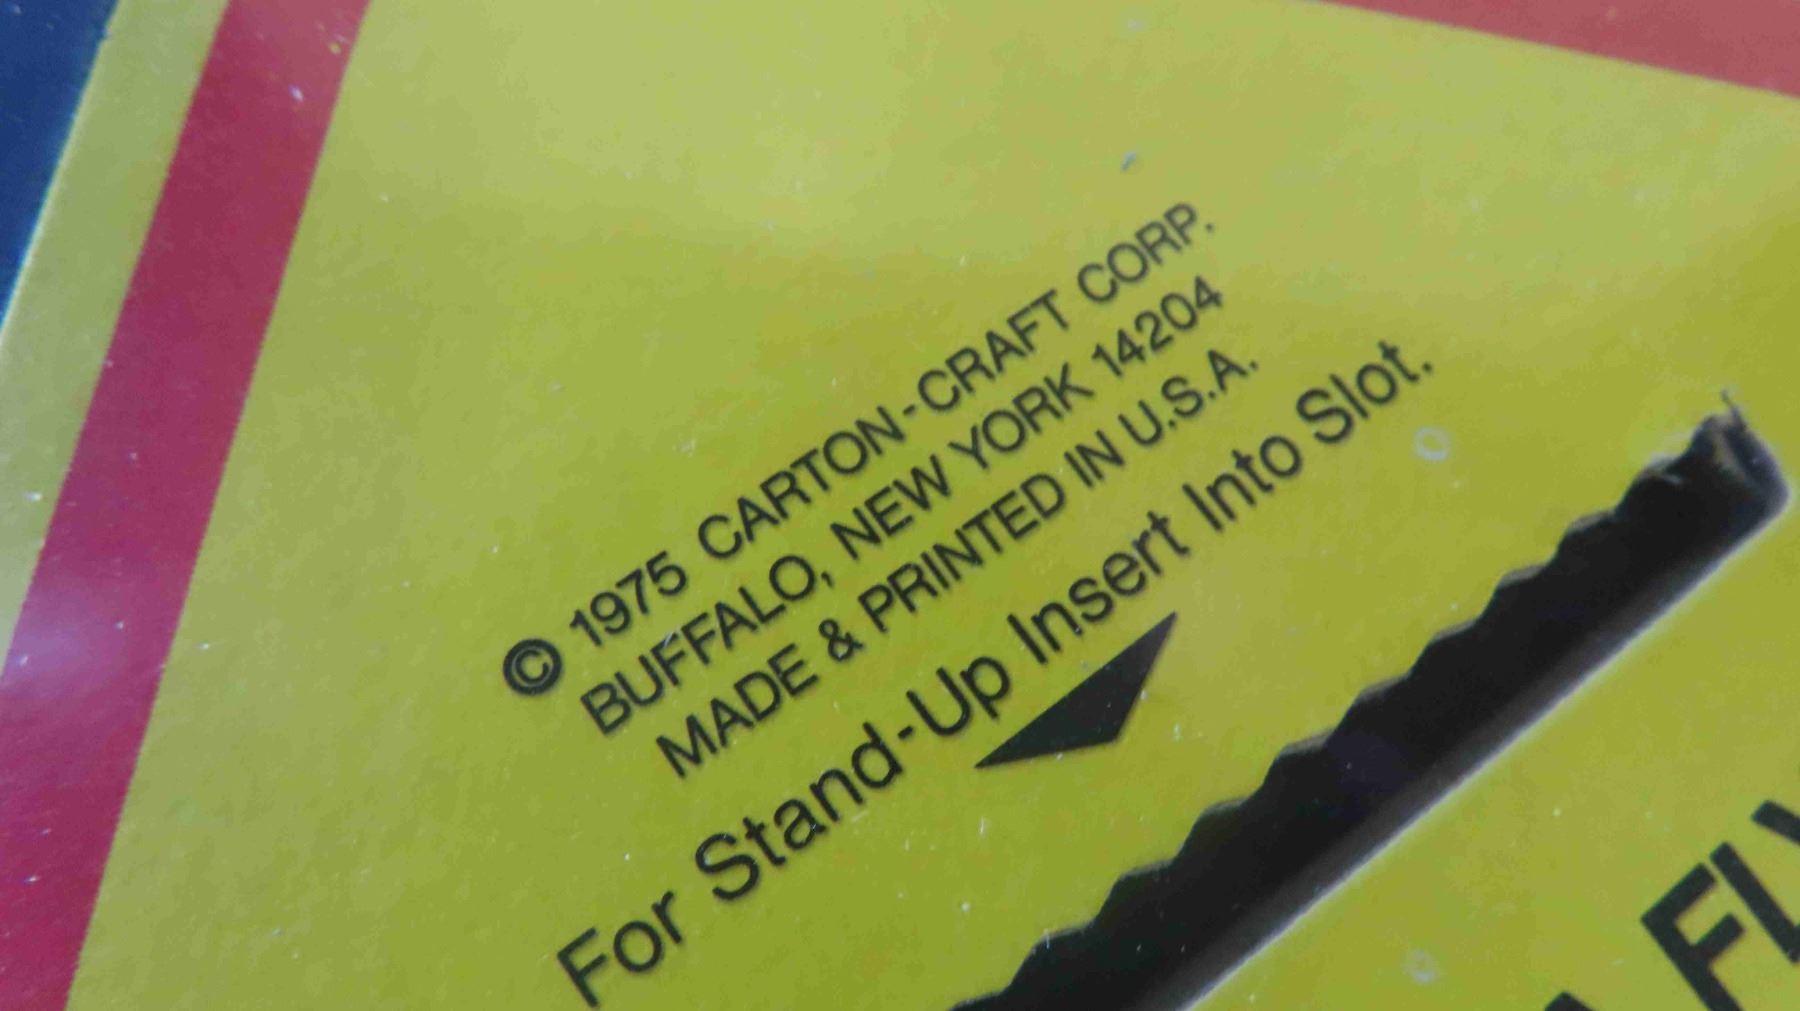 © 1975 CARTON-CRAFT CORP.
BUFFALO, NEW YORK 14204
MADE & PRINTED IN U.S.A.
For Stand-Up Insert Into Slot.